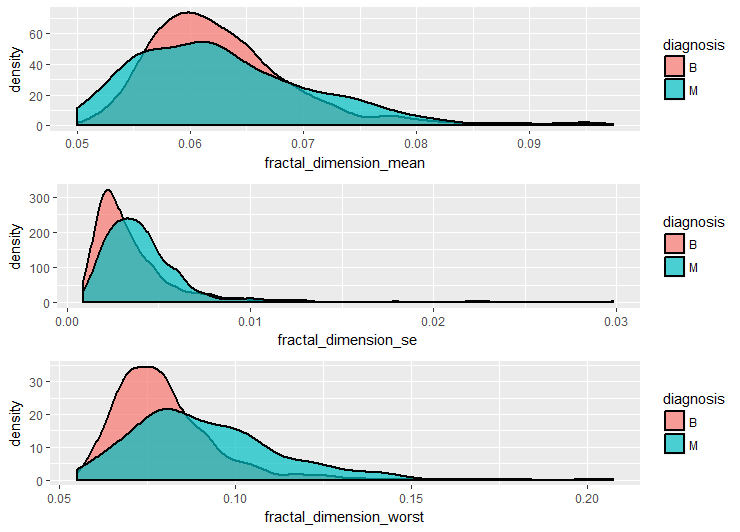 density
60
40
20
0
0.05 0.06 0.07 0.08 0.09
fractal_dimension_mean
diagnosis
B
M
density
300
200
100
0
0.00 0.01 0.02 0.03
fractal_dimension_se
diagnosis
B
M
density
30
20
10
0
0.05 0.10 0.15 0.20
fractal_dimension_worst
diagnosis
B
M